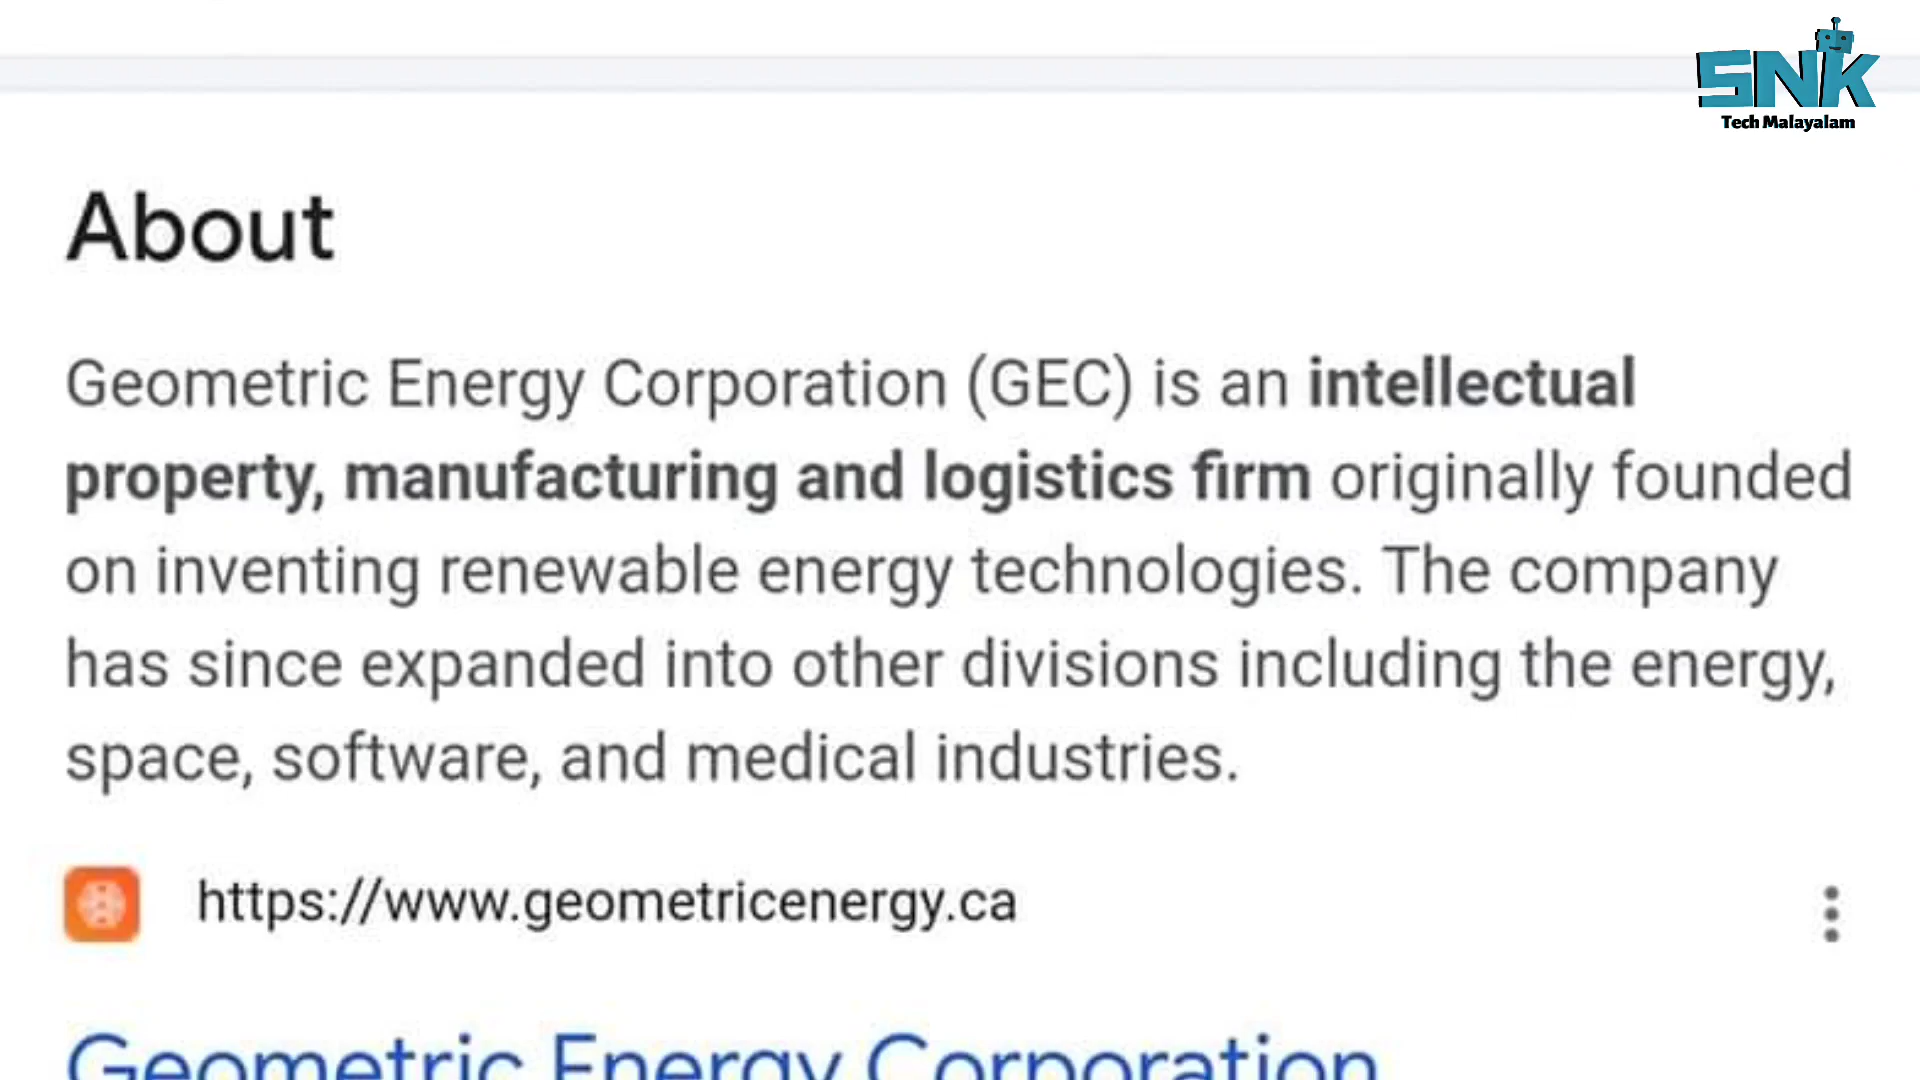 SNK
Tech Malayalam
About
Geometric Energy Corporation (GEC) is an intellectual
property, manufacturing and logistics firm originally founded
on inventing renewable energy technologies. The company
has since expanded into other divisions including the energy,
space, software, and medical industries.
https://www.geometricenergy.ca
Geometric Energy Corporation